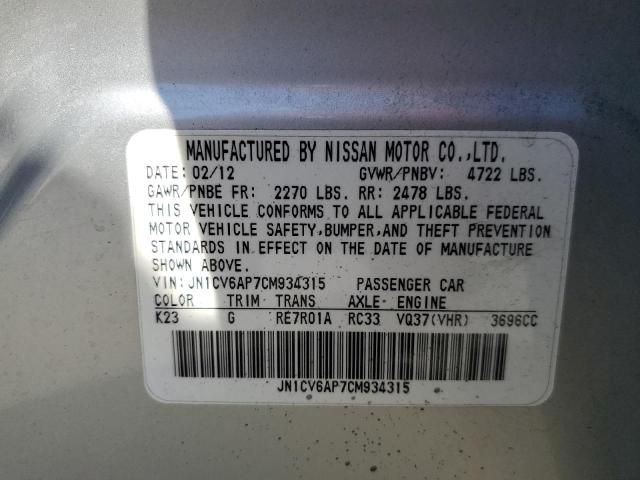 MANUFACTURED BY NISSAN MOTOR CO.,LTD.
DATE: 02/12 GVWR/PNBV: 4722 LBS.
GAWR/PNBE FR: 2270 LBS. RR: 2478 LBS.
THIS VEHICLE CONFORMS TO ALL APPLICABLE FEDERAL
MOTOR VEHICLE SAFETY,BUMPER,AND THEFT PREVENTION
STANDARDS IN EFFECT ON THE DATE OF MANUFACTURE
SHOWN ABOVE.
VIN:JN1CV6AP7CM934315 PASSENGER CAR
COLOR TRIM TRANS AXLE ENGINE
K23 G RE7R01A RC33 VQ37(VHR) 3696CC
JN1CV6AP7CM934315